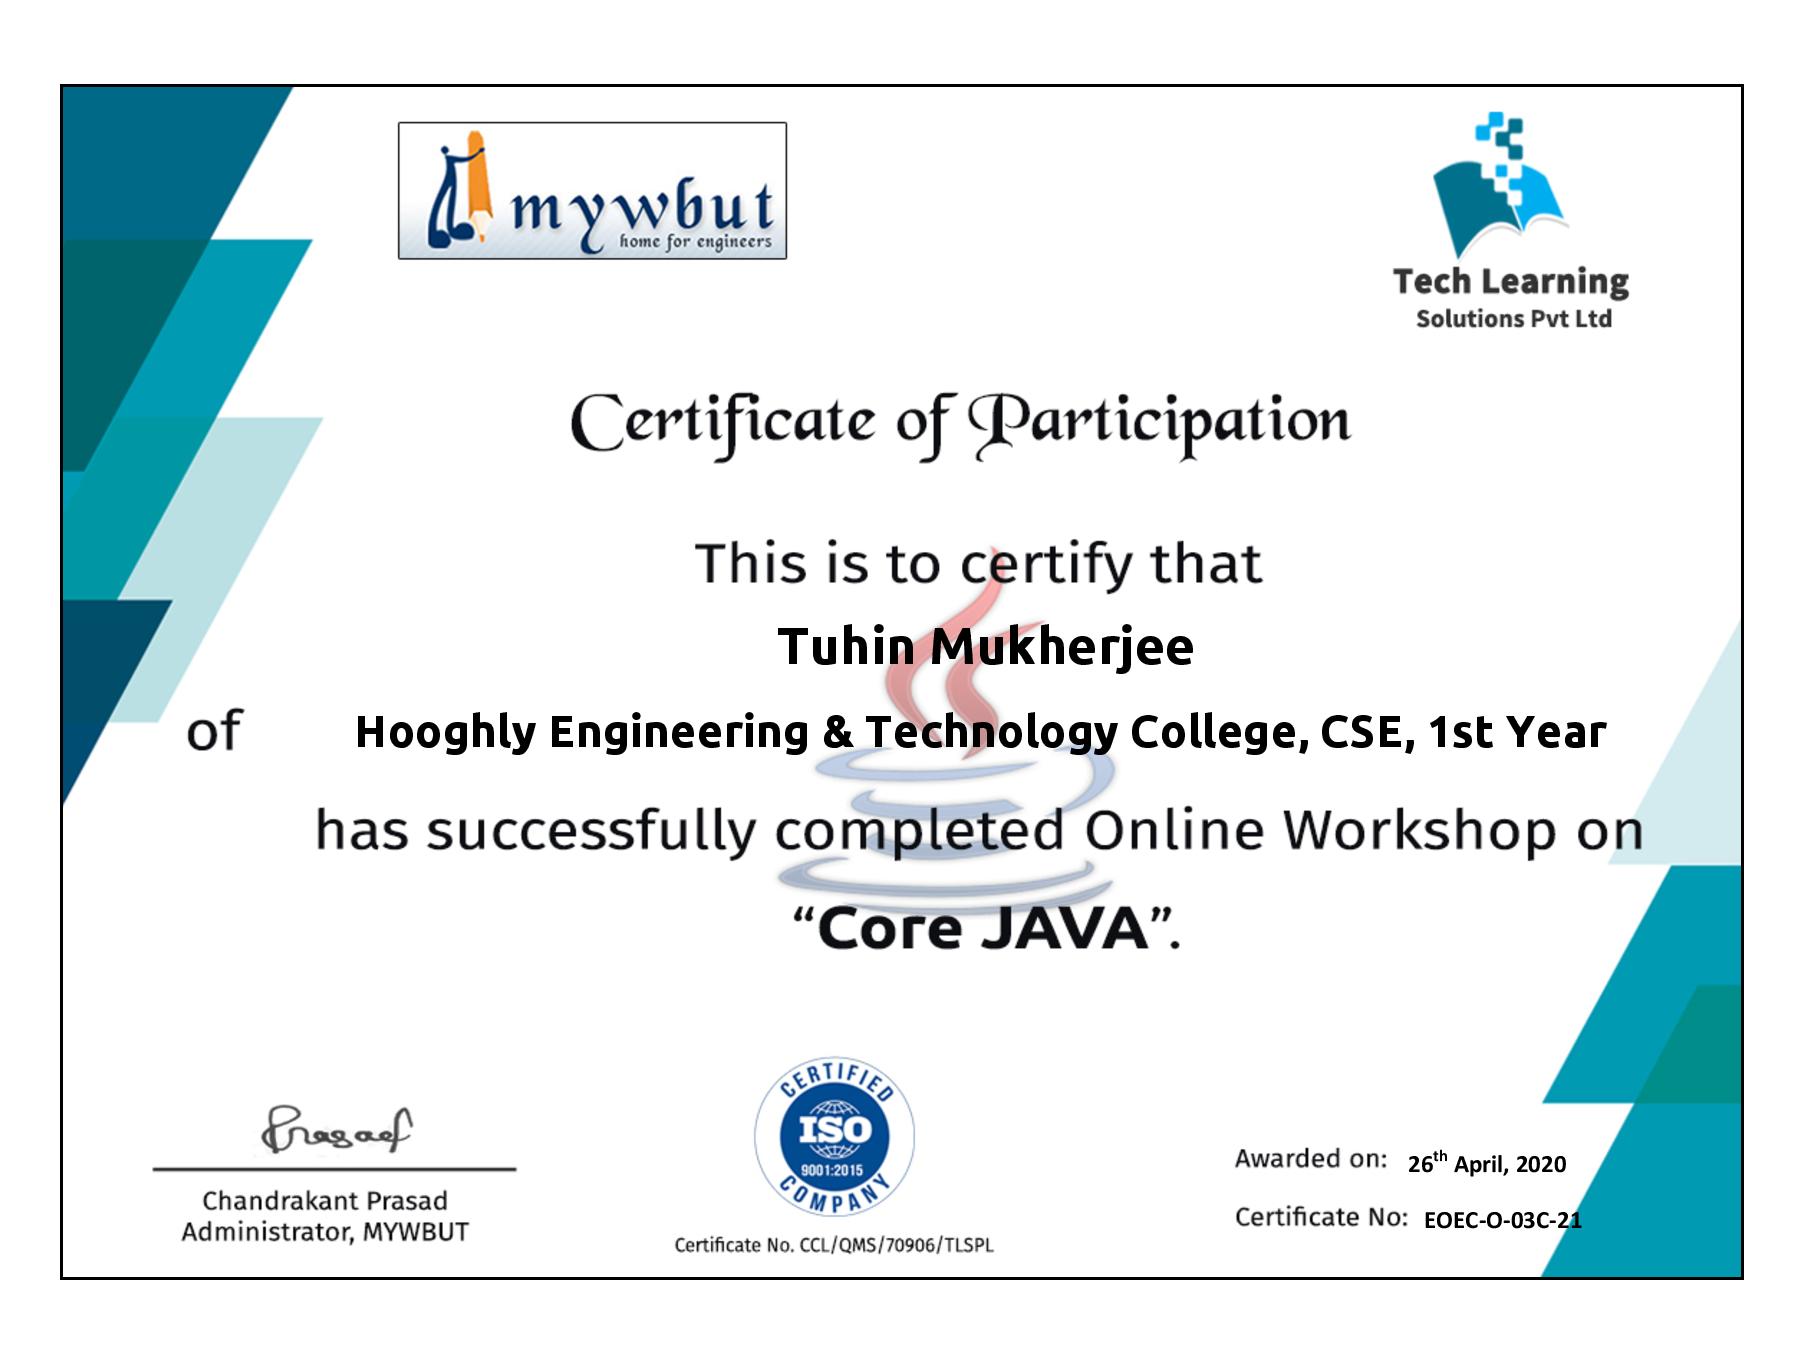 mywbut
home for engineers
Tech Learning
Solutions Pvt Ltd
Certificate of Participation
This is to certify that
Tuhin Mukherjee
of Hooghly Engineering & Technology College, CSE, 1st Year
has successfully completed Online Workshop on
“Core JAVA”.
Prasad
Chandrakant Prasad
Administrator, MYWBUT
CERTIFIED
ISO
9001:2015
COMPANY
Certificate No. CCL/QMS/70906/TLSPL
Awarded on: 26th April, 2020
Certificate No: EOEC-O-03C-21